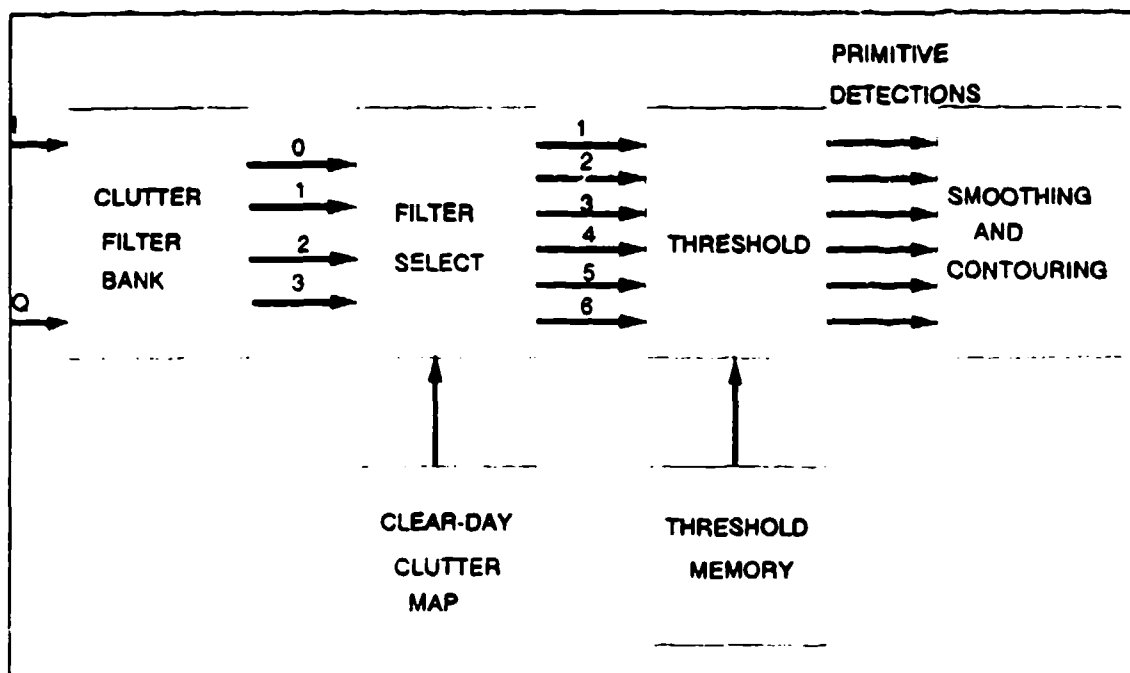 PRIMITIVE
DETECTIONS
I
Q
CLUTTER
FILTER
BANK
0
1
2
3
FILTER
SELECT
1
2
3
4
5
6
THRESHOLD
SMOOTHING
AND
CONTOURING
CLEAR-DAY
CLUTTER
MAP
THRESHOLD
MEMORY